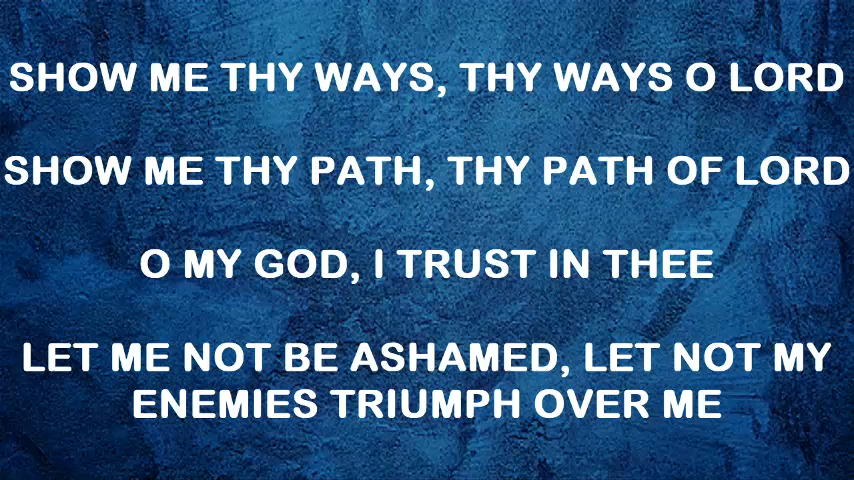 SHOW ME THY WAYS, THY WAYS O LORD
SHOW ME THY PATH, THY PATH OF LORD
O MY GOD, I TRUST IN THEE
LET ME NOT BE ASHAMED, LET NOT MY
ENEMIES TRIUMPH OVER ME